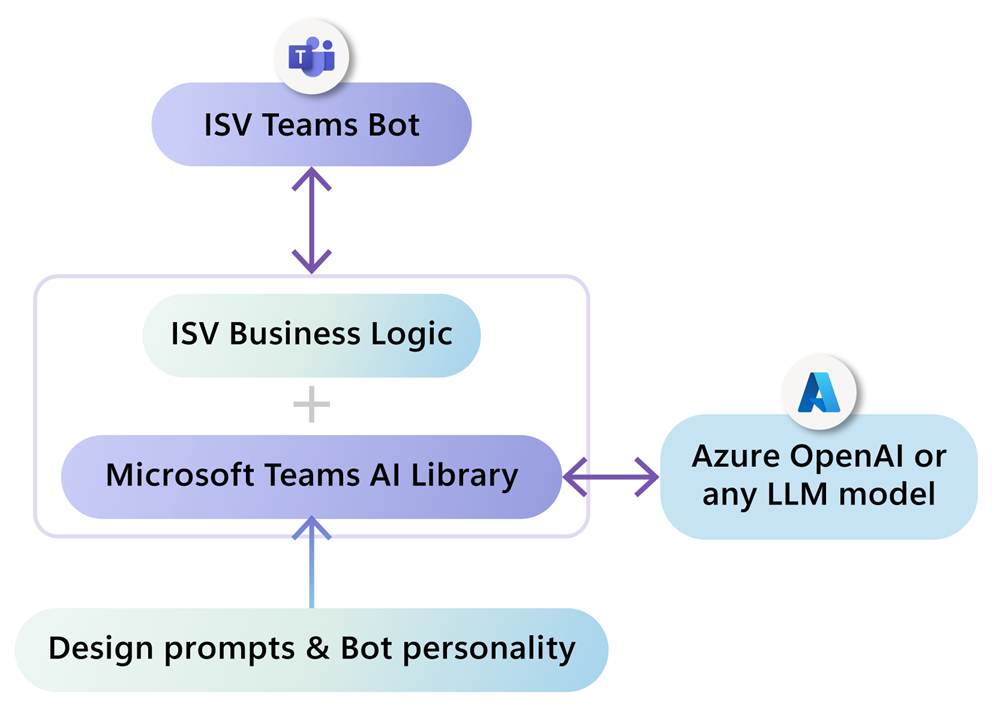 T
ISV Teams Bot
ISV Business Logic
+
Microsoft Teams AI Library
Azure OpenAI or
any LLM model
Design prompts & Bot personality